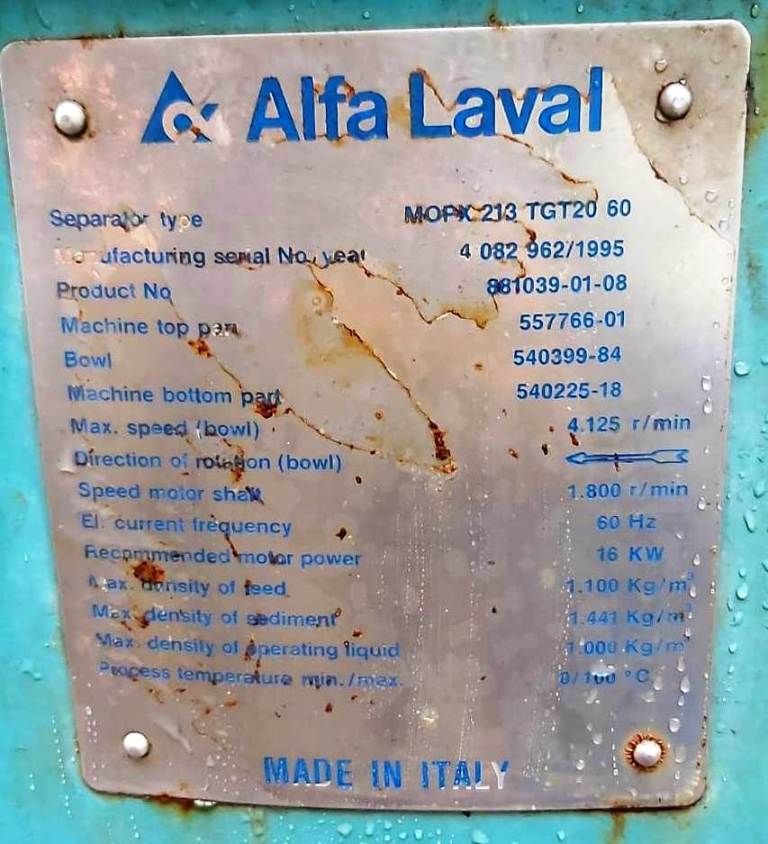 Alfa Laval
Separator type MOPX 213 TGT20 60
Manufacturing serial No, year 4 082 962/1995
Product No 881039-01-08
Machine top part 557766-01
Bowl 540399-84
Machine bottom part 540225-18
Max. speed (bowl) 4.125 r/min
Direction of rotation (bowl)
Speed motor shaft 1.800 r/min
El. current frequency 60 Hz
Recommended motor power 16 KW
Max. density of feed 1.100 Kg/m³
Max. density of sediment 1.441 Kg/m³
Max. density of operating liquid 1.000 Kg/m³
Process temperature min./max. 0/100 °C
MADE IN ITALY